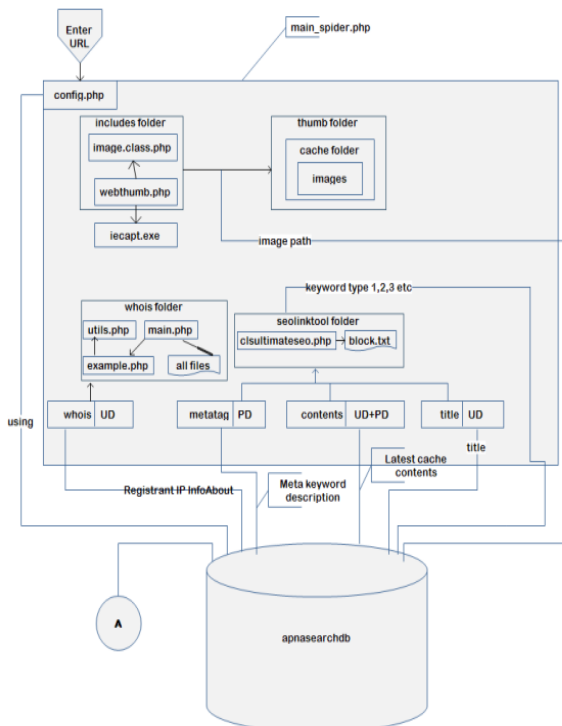 Enter
URL
main_spider.php
config.php
includes folder
image.class.php
webthumb.php
iecapt.exe
thumb folder
cache folder
images
image path
keyword type 1,2,3 etc
whois folder
utils.php
main.php
example.php
all files
seolinktool folder
clsultimateseo.php
block.txt
using
whois
UD
metatag
PD
contents
UD+PD
title
UD
title
Registrant IP InfoAbout
Meta keyword
description
Latest cache
contents
A
apnasearchdb